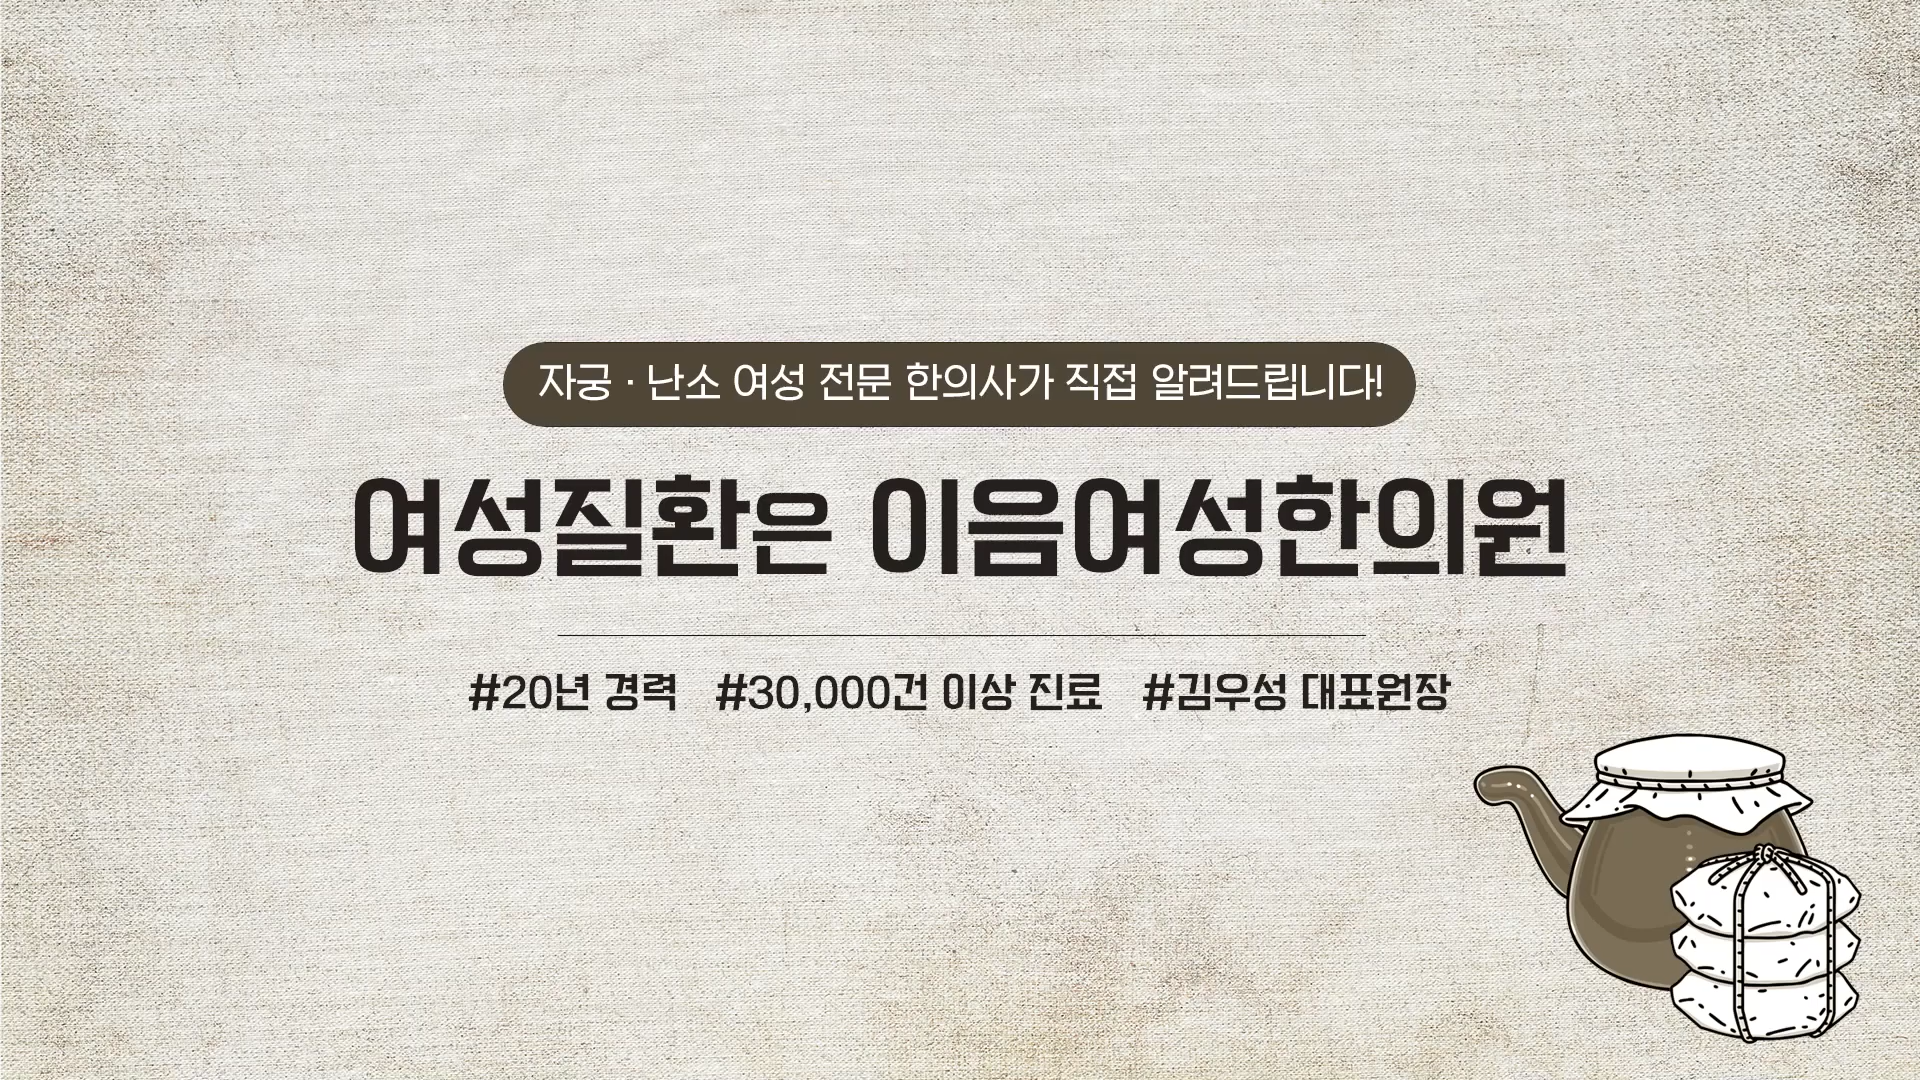 자궁 · 난소 여성 전문 한의사가 직접 알려드립니다!
여성질환은 이음여성한의원
#20년 경력 #30,000건 이상 진료 #김우성 대표원장